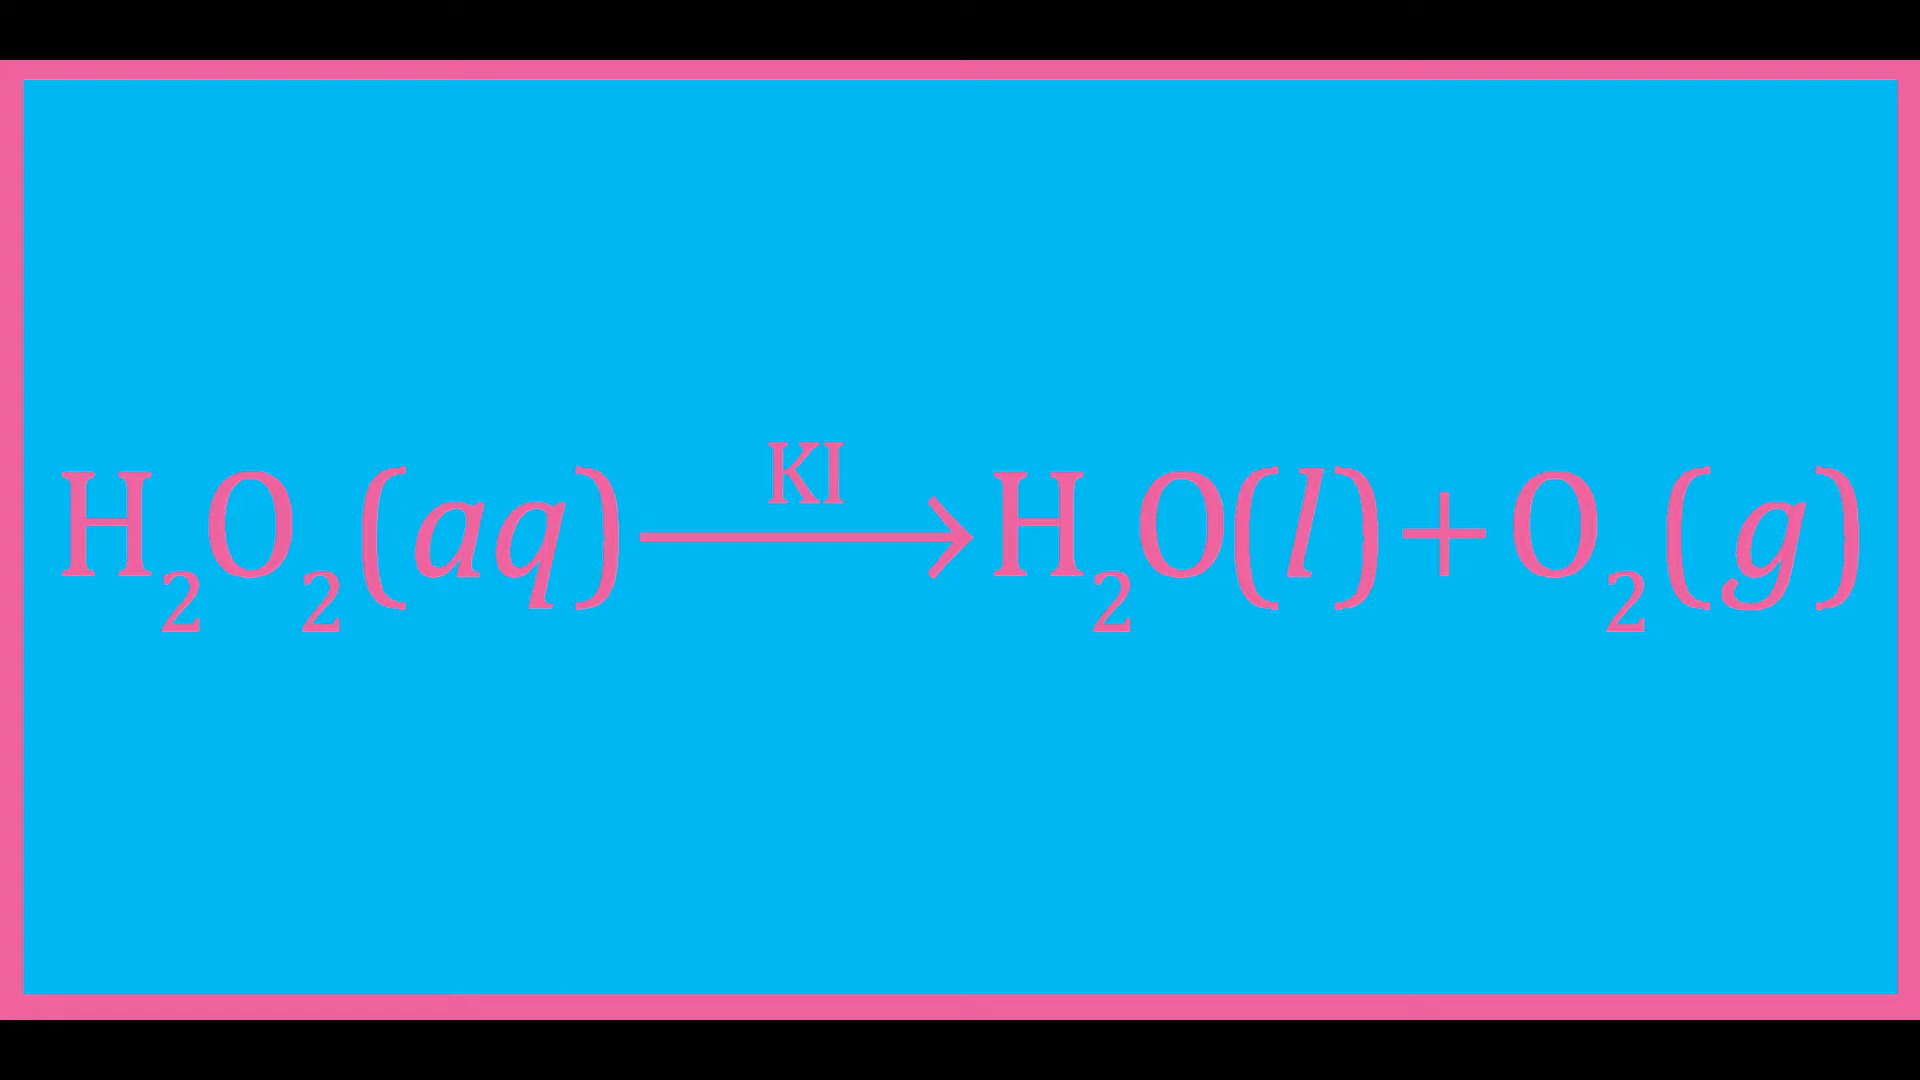 H₂O₂(aq) —KI→ H₂O(l) + O₂(g)